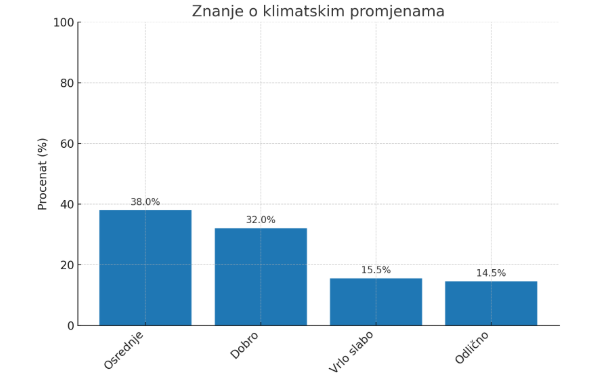 Znanje o klimatskim promjenama
Procenat (%)
100
80
60
40
20
0
38.0%
32.0%
15.5%
14.5%
Osrednje
Dobro
Vrlo slabo
Odlično